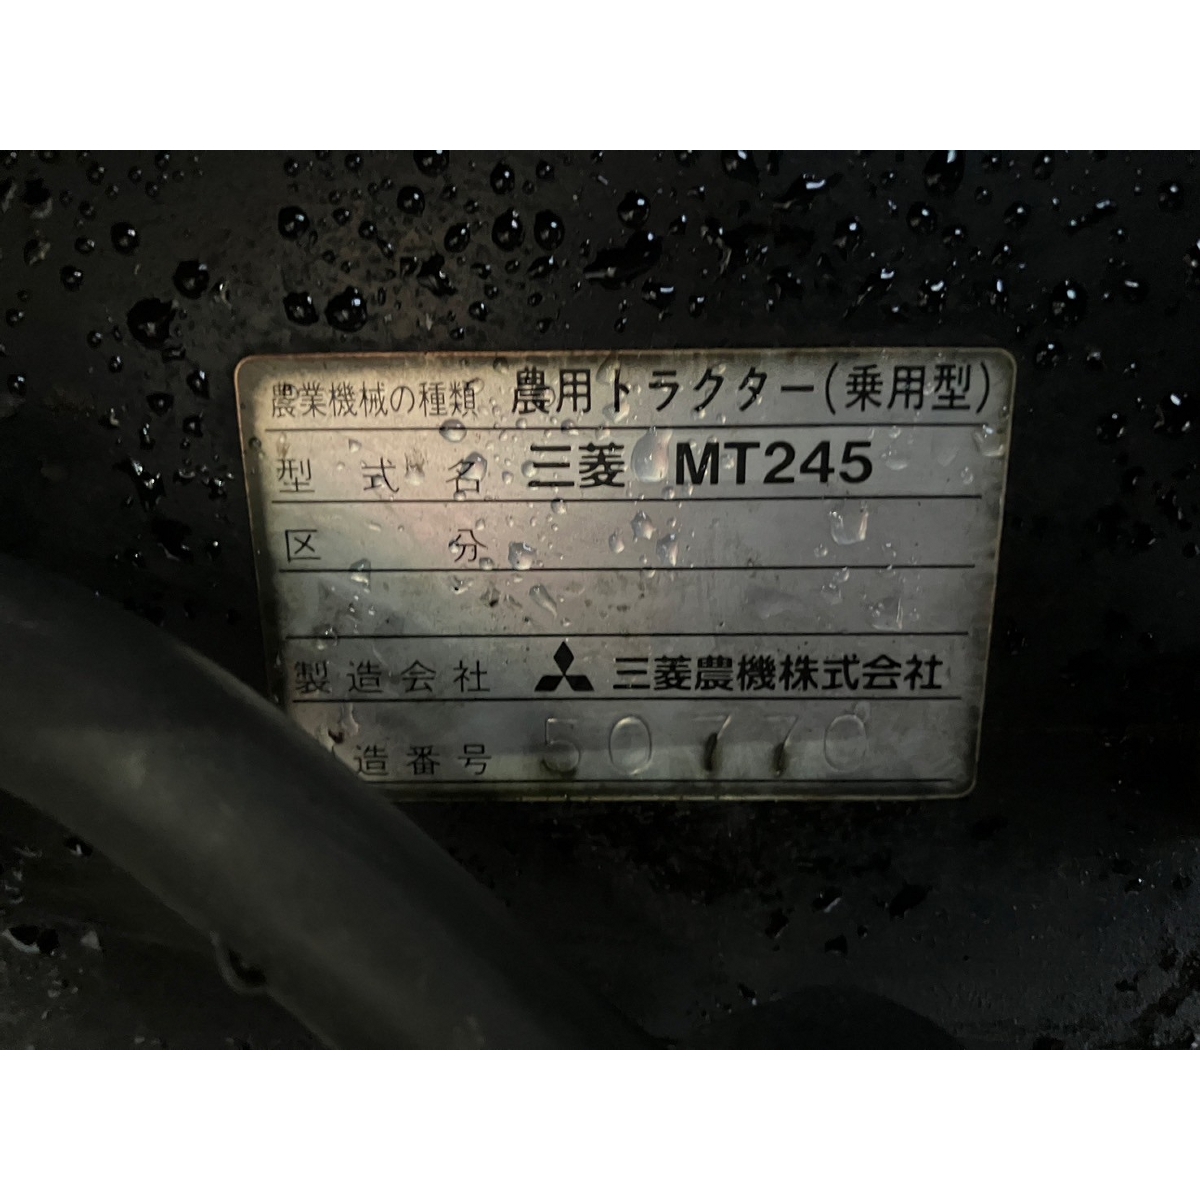 農業機械の種類 農用トラクター(乗用型)
型式名 三菱 MT245
区分
製造会社 三菱農機株式会社
造番号 50770